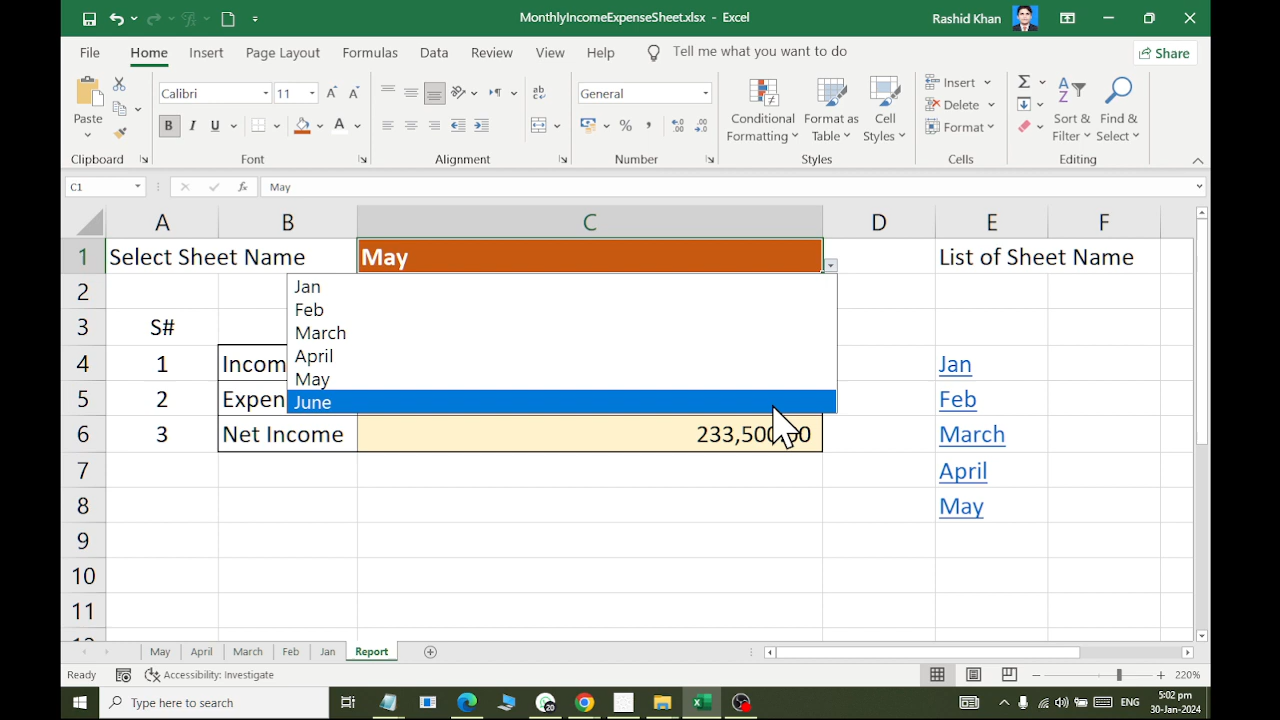 MonthlyIncomeExpenseSheet.xlsx - Excel
Rashid Khan
File Home Insert Page Layout Formulas Data Review View Help Tell me what you want to do Share
Paste
Clipboard
Calibri 11
B I U A
Font
ab
Alignment
General
% ,
Number
Conditional Formatting
Format as Table
Cell Styles
Styles
Insert
Delete
Format
Cells
Sort & Filter
Find & Select
Editing
C1 fx May
A B C D E F
1 Select Sheet Name May List of Sheet Name
2 Jan
Feb
3 S# March
April
4 1 Incom Jan
May
5 2 Expen June Feb
6 3 Net Income 233,500 0 March
7 April
8 May
9
10
11
May April March Feb Jan Report
Ready Accessibility: Investigate 220%
Type here to search 20 ENG 5:02 pm
30-Jan-2024